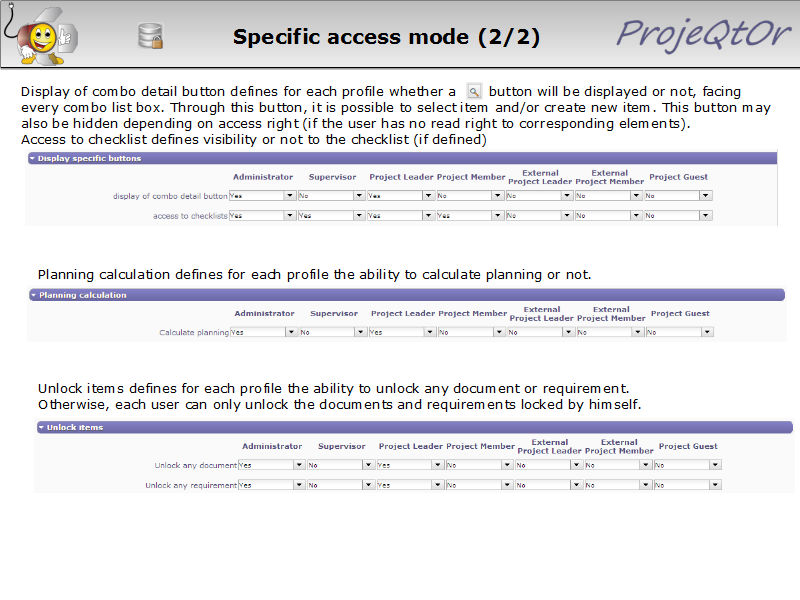 Specific access mode (2/2)
ProjeQtOr
Display of combo detail button defines for each profile whether a button will be displayed or not, facing
every combo list box. Through this button, it is possible to select item and/or create new item. This button may
also be hidden depending on access right (if the user has no read right to corresponding elements).
Access to checklist defines visibility or not to the checklist (if defined)
Display specific buttons
Administrator Supervisor Project Leader Project Member External Project Leader External Project Member Project Guest
display of combo detail button Yes No Yes No No No No
access to checklists Yes Yes Yes Yes No No No
Planning calculation defines for each profile the ability to calculate planning or not.
Planning calculation
Administrator Supervisor Project Leader Project Member External Project Leader External Project Member Project Guest
Calculate planning Yes No Yes No No No No
Unlock items defines for each profile the ability to unlock any document or requirement.
Otherwise, each user can only unlock the documents and requirements locked by himself.
Unlock items
Administrator Supervisor Project Leader Project Member External Project Leader External Project Member Project Guest
Unlock any document Yes No Yes No No No No
Unlock any requirement Yes No Yes No No No No